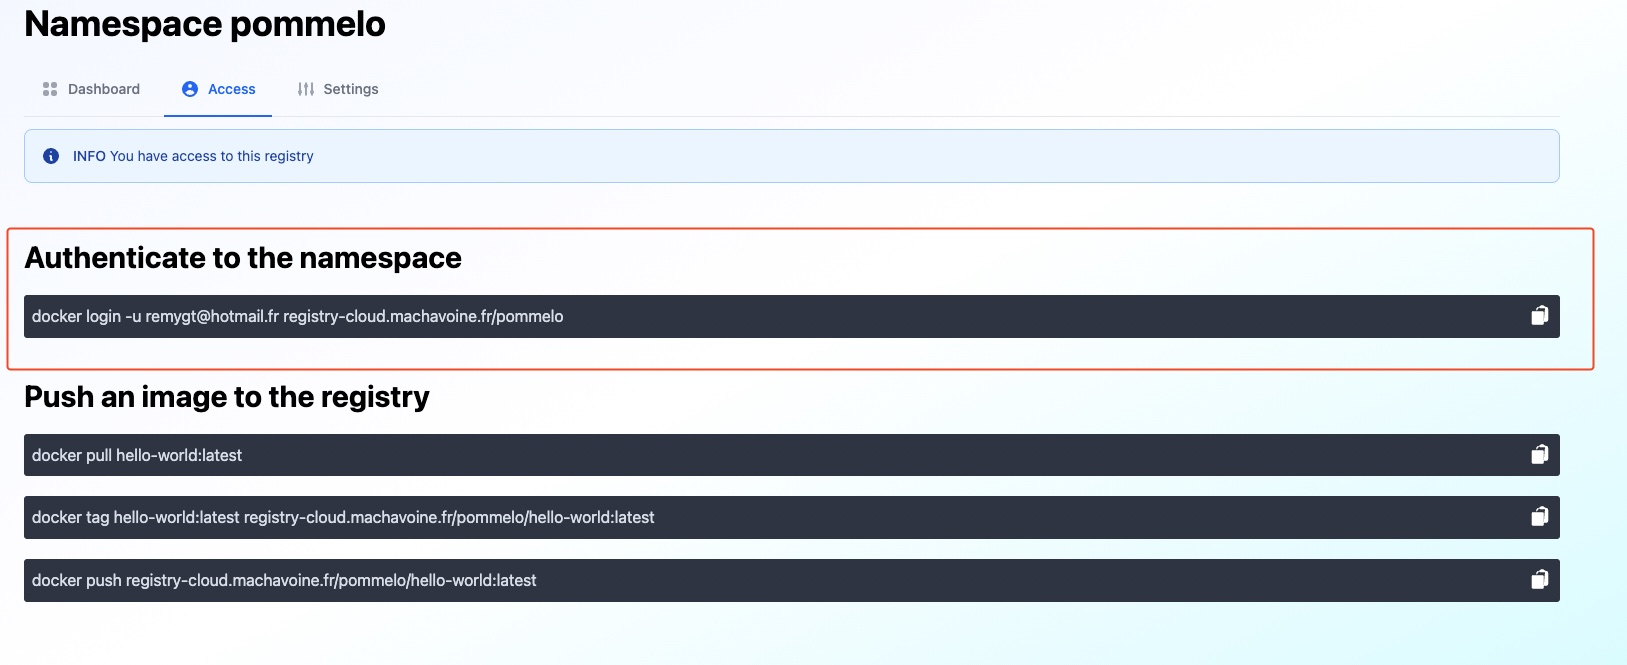 Namespace pommelo
Dashboard
Access
Settings
INFO You have access to this registry
Authenticate to the namespace
docker login -u remygt@hotmail.fr registry-cloud.machavoine.fr/pommelo
Push an image to the registry
docker pull hello-world:latest
docker tag hello-world:latest registry-cloud.machavoine.fr/pommelo/hello-world:latest
docker push registry-cloud.machavoine.fr/pommelo/hello-world:latest